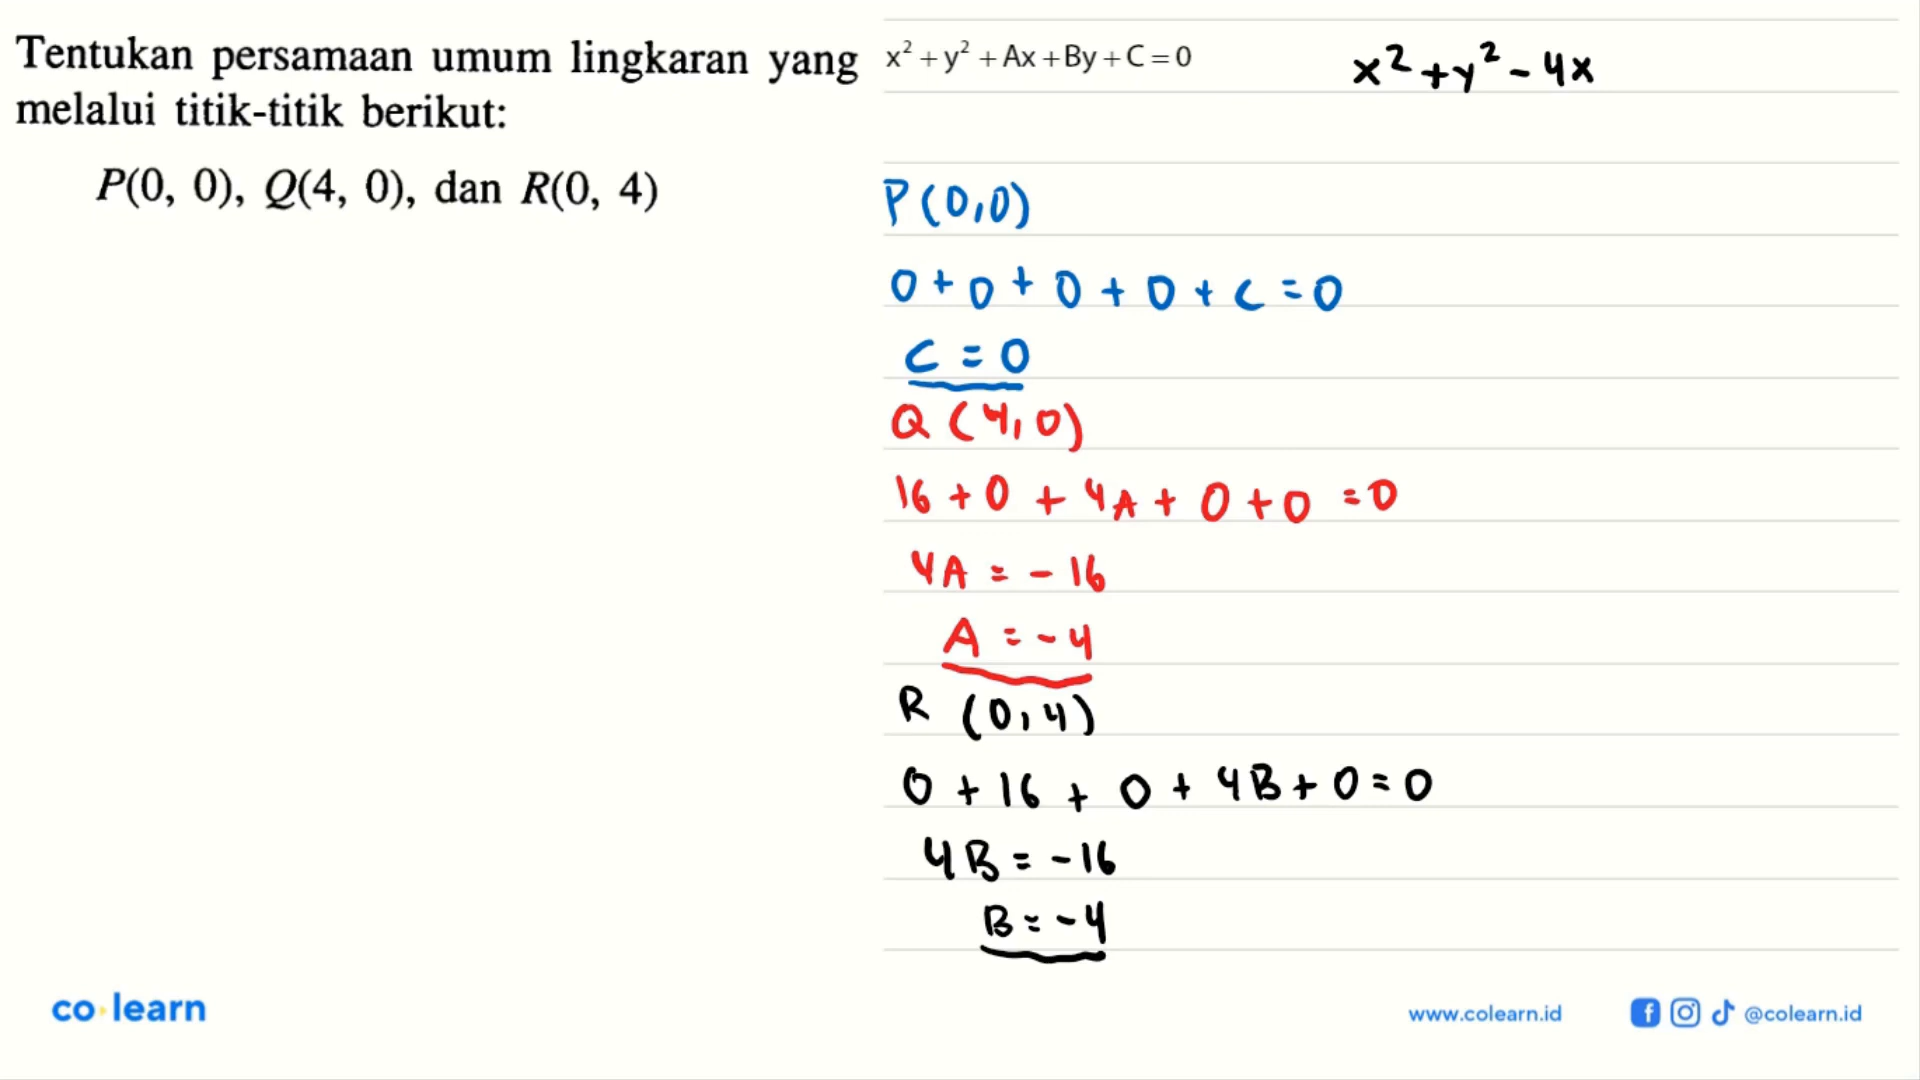 Tentukan persamaan umum lingkaran yang
melalui titik-titik berikut:
P(0, 0), Q(4, 0), dan R(0, 4)
x² + y² + Ax + By + C = 0
x² + y² - 4x
P(0,0)
0 + 0 + 0 + 0 + C = 0
C = 0
Q (4,0)
16 + 0 + 4A + 0 + 0 = 0
4A = -16
A = -4
R (0,4)
0 + 16 + 0 + 4B + 0 = 0
4B = -16
B = -4
co learn
www.colearn.id
@colearn.id